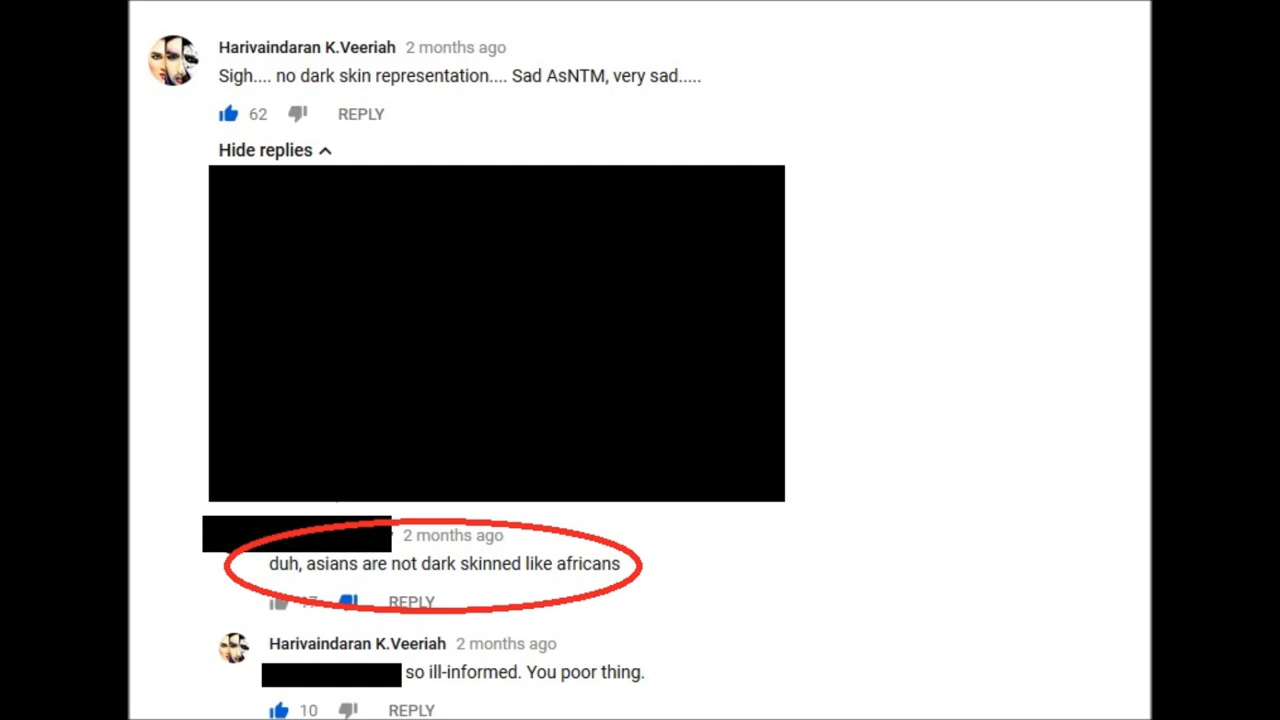 Harivaindaran K.Veeriah 2 months ago
Sigh.... no dark skin representation.... Sad AsNTM, very sad.....
62 REPLY
Hide replies
2 months ago
duh, asians are not dark skinned like africans
REPLY
Harivaindaran K.Veeriah 2 months ago
so ill-informed. You poor thing.
10 REPLY